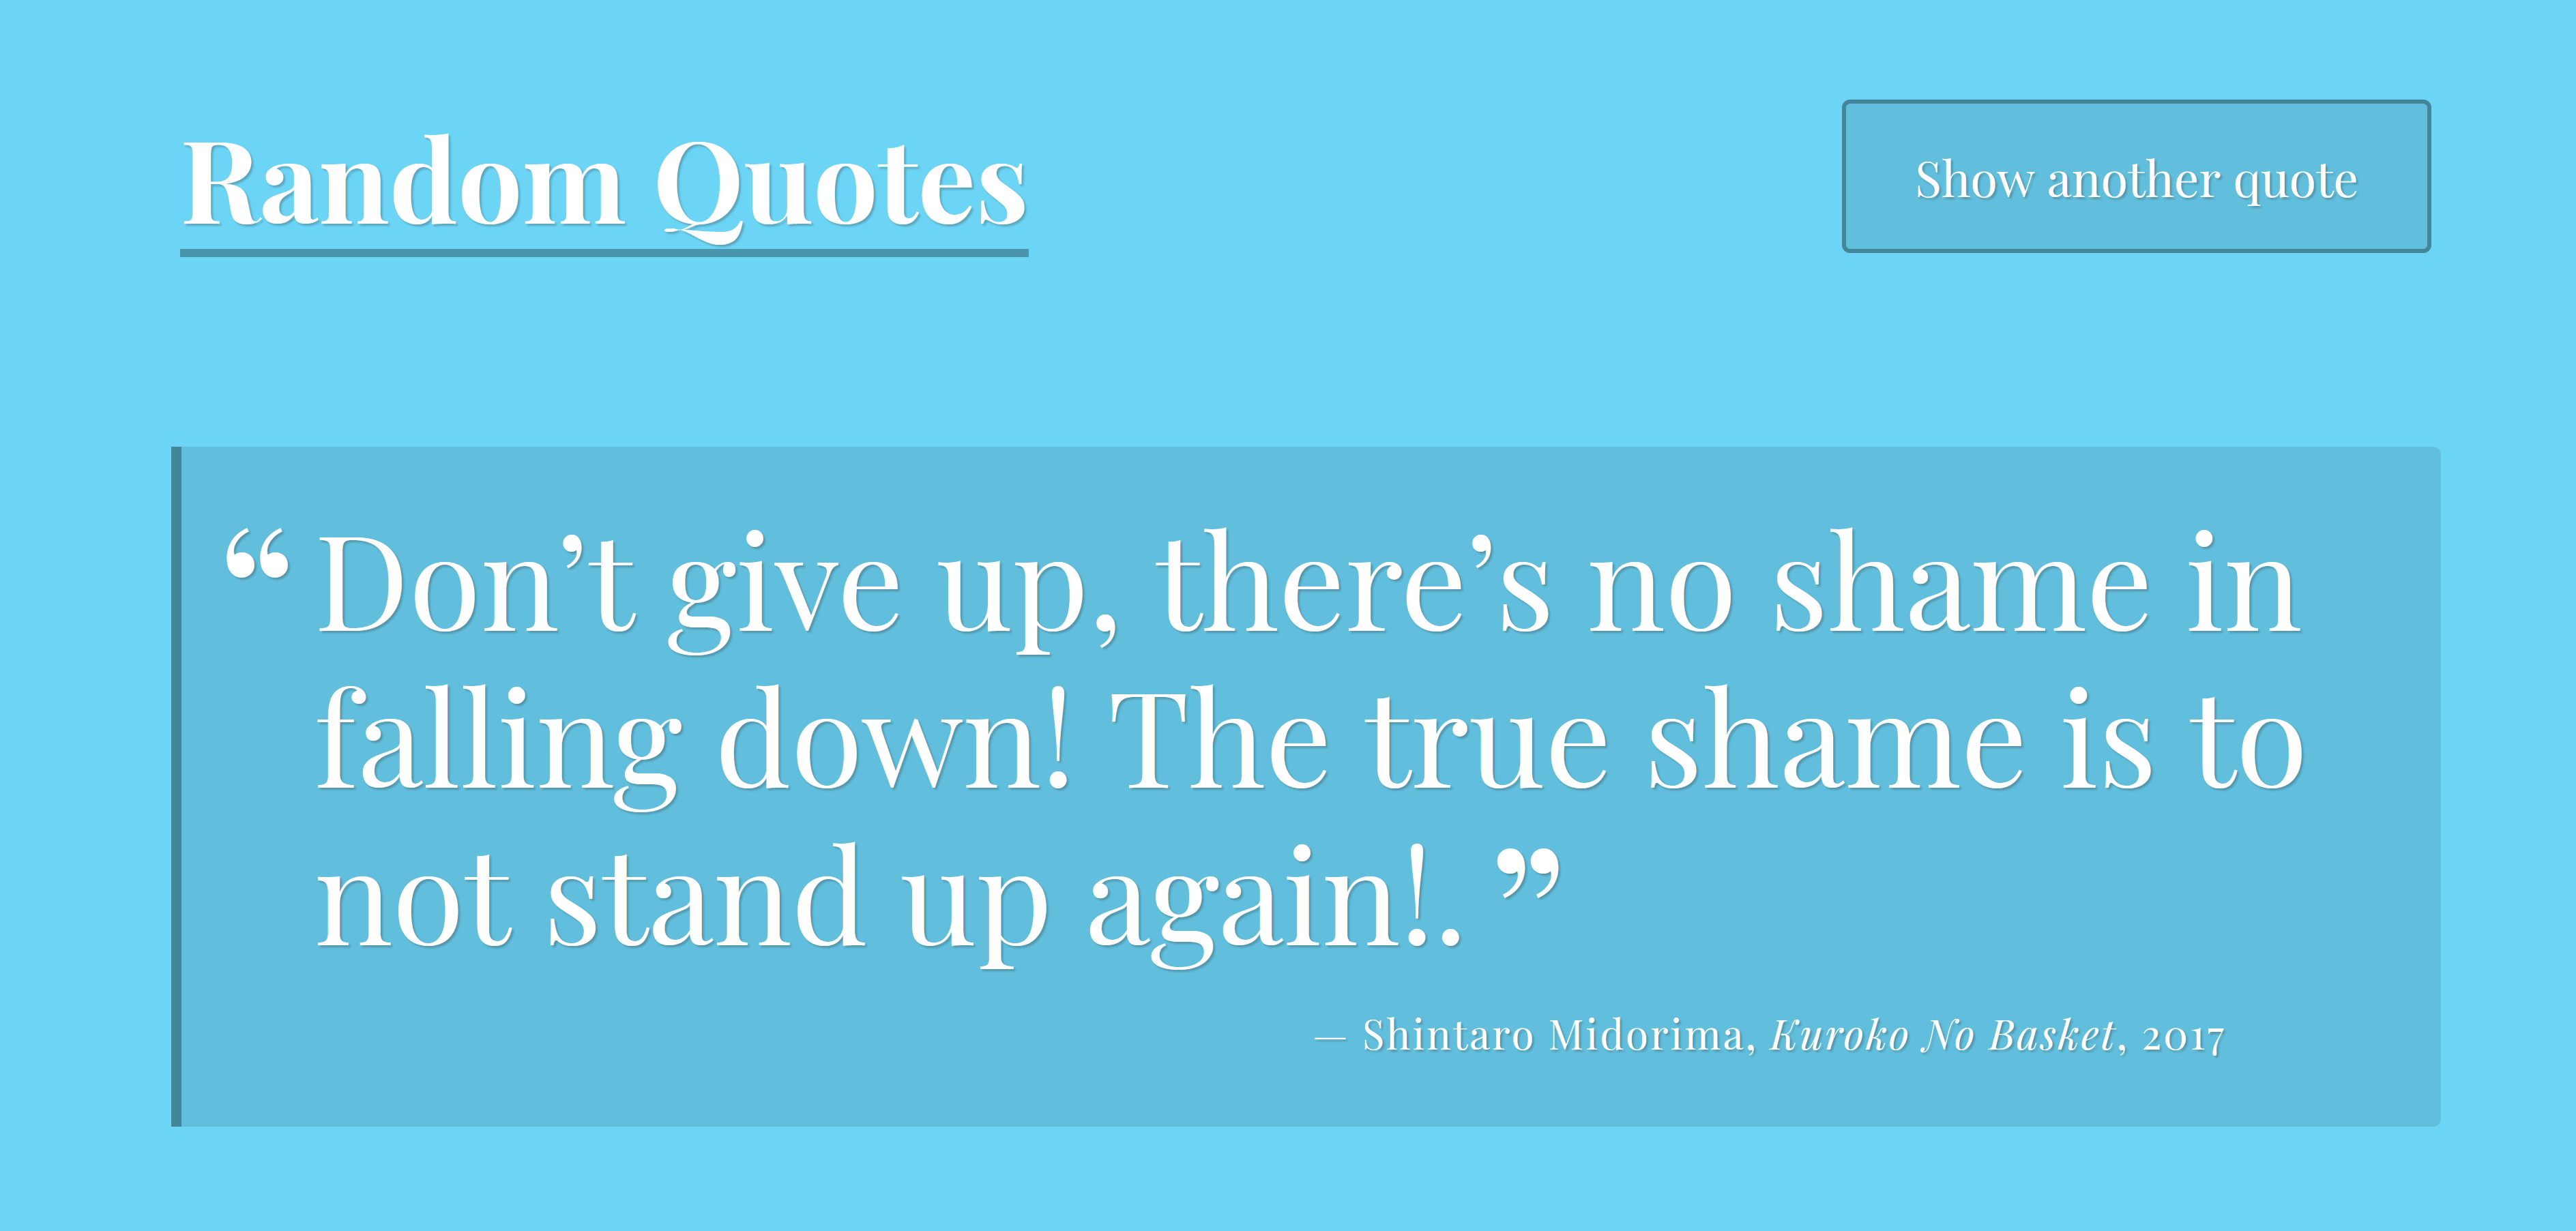 Random Quotes
Show another quote
“ Don’t give up, there’s no shame in
falling down! The true shame is to
not stand up again!. ”
— Shintaro Midorima, Kuroko No Basket, 2017